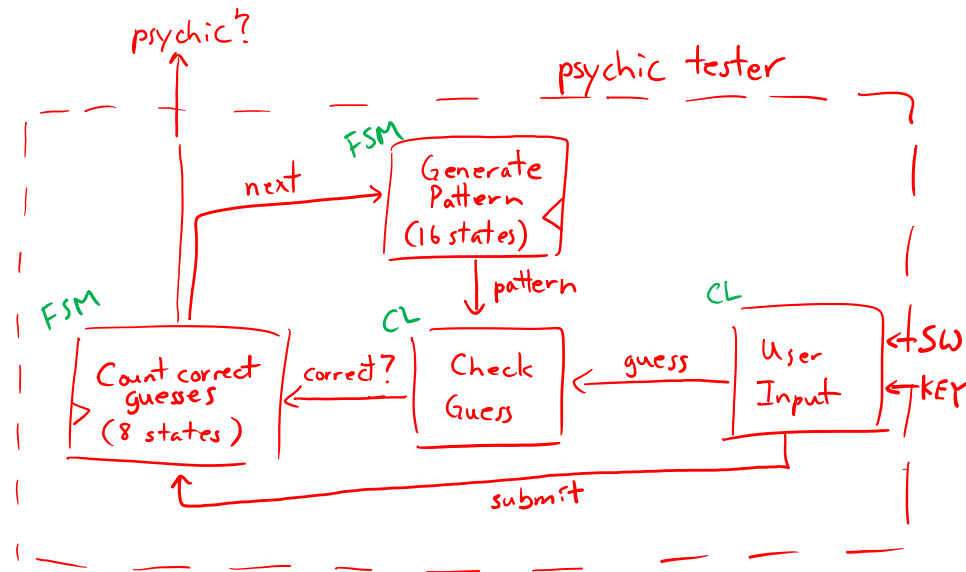 psychic?
psychic tester
FSM
Generate
Pattern
(16 states)
next
pattern
FSM
Count correct
guesses
(8 states)
correct?
CL
Check
Guess
guess
CL
User
Input
SW
KEY
submit